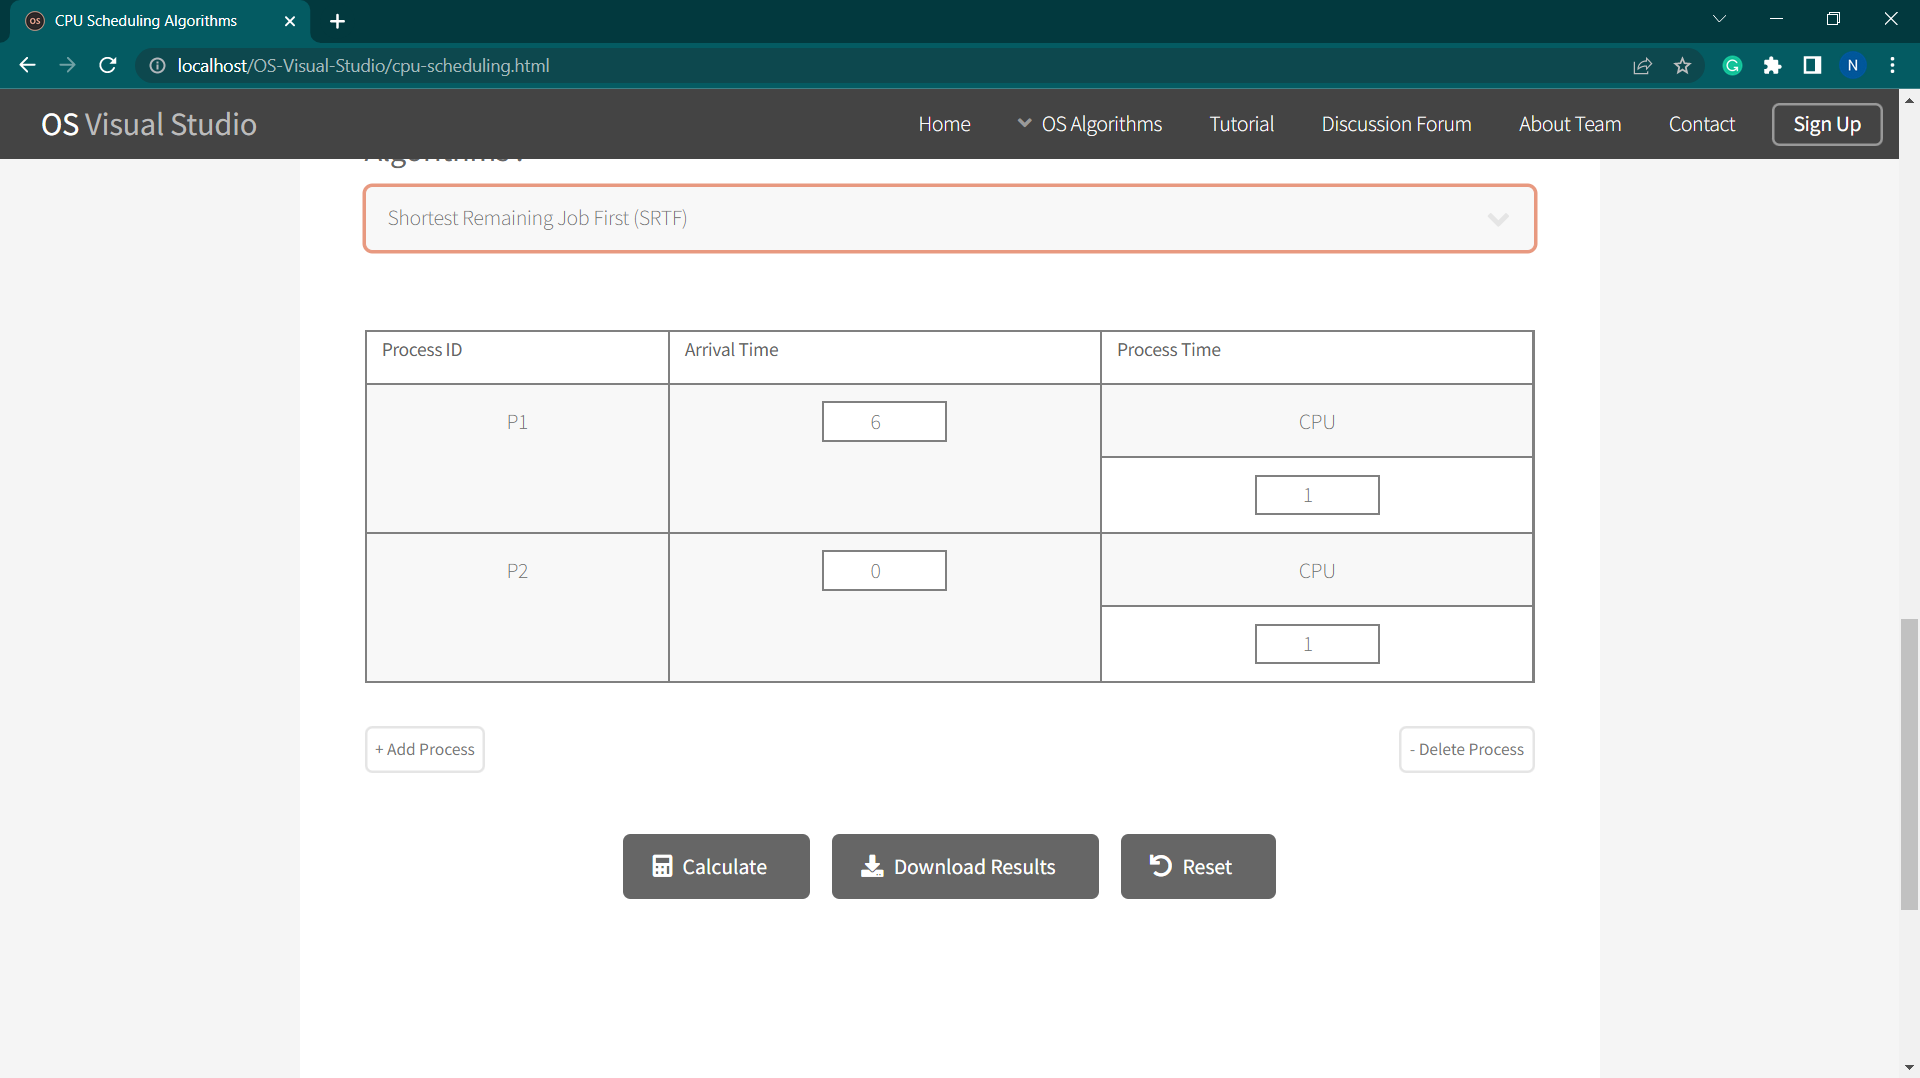 CPU Scheduling Algorithms
localhost/OS-Visual-Studio/cpu-scheduling.html
N
OS Visual Studio
Home
OS Algorithms
Tutorial
Discussion Forum
About Team
Contact
Sign Up
Shortest Remaining Job First (SRTF)
Process ID
Arrival Time
Process Time
P1
6
CPU
1
P2
0
CPU
1
+ Add Process
- Delete Process
Calculate
Download Results
Reset